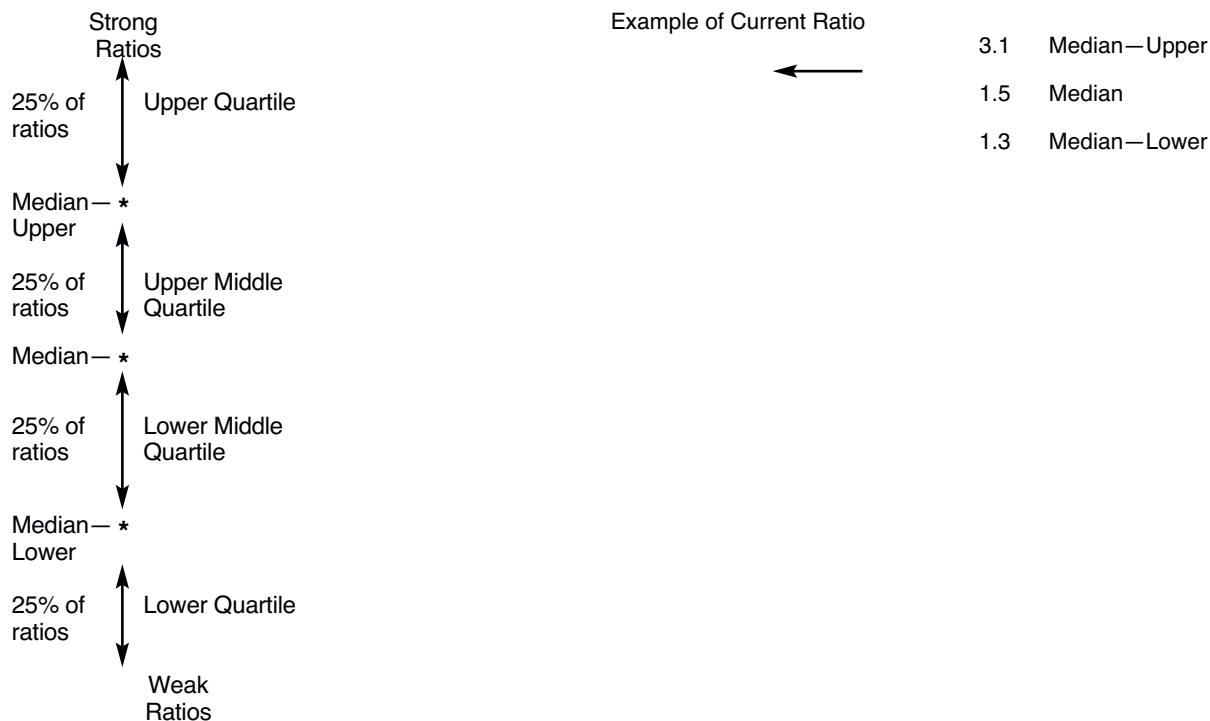 Strong
Ratios
25% of
ratios
Upper Quartile
Median— *
Upper
25% of
ratios
Upper Middle
Quartile
Median— *
25% of
ratios
Lower Middle
Quartile
Median— *
Lower
25% of
ratios
Lower Quartile
Weak
Ratios
Example of Current Ratio
3.1 Median—Upper
1.5 Median
1.3 Median—Lower